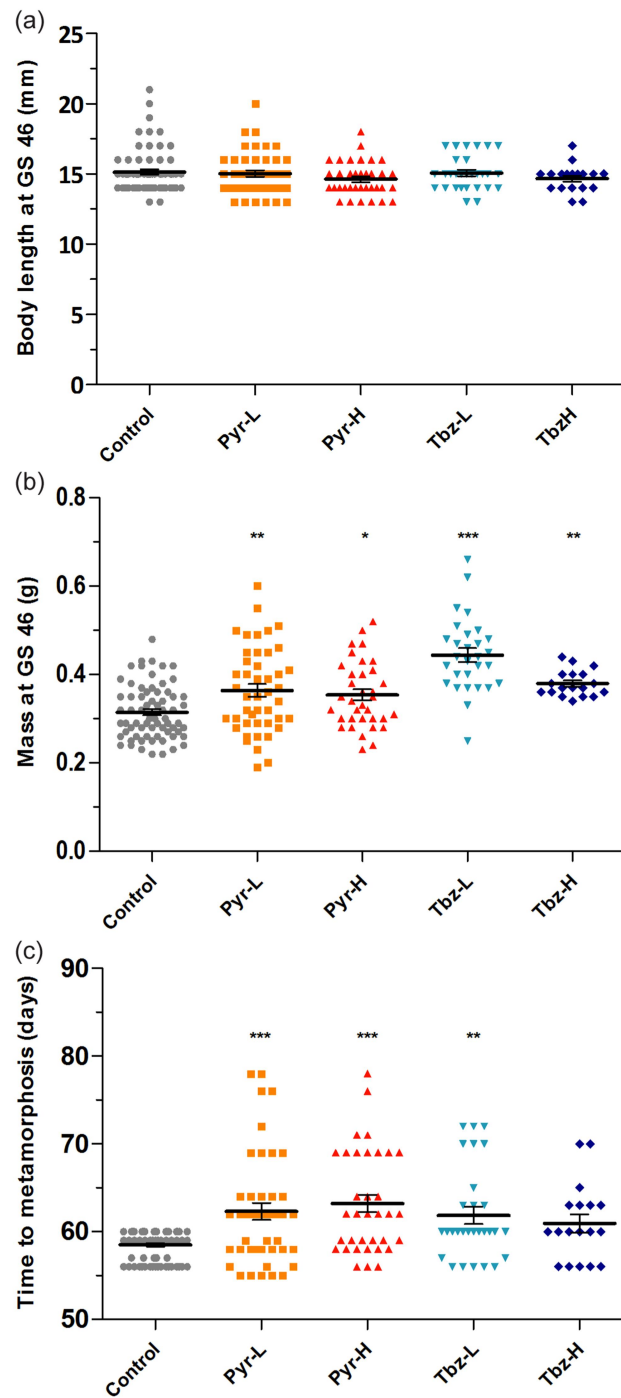 (a)
Body length at GS 46 (mm)
25
20
15
10
5
0
Control
Pyr-L
Pyr-H
Tbz-L
TbzH
(b)
Mass at GS 46 (g)
0.8
0.6
0.4
0.2
0.0
**
*
***
**
Control
Pyr-L
Pyr-H
Tbz-L
Tbz-H
(c)
Time to metamorphosis (days)
90
80
70
60
50
***
***
**
Control
Pyr-L
Pyr-H
Tbz-L
Tbz-H